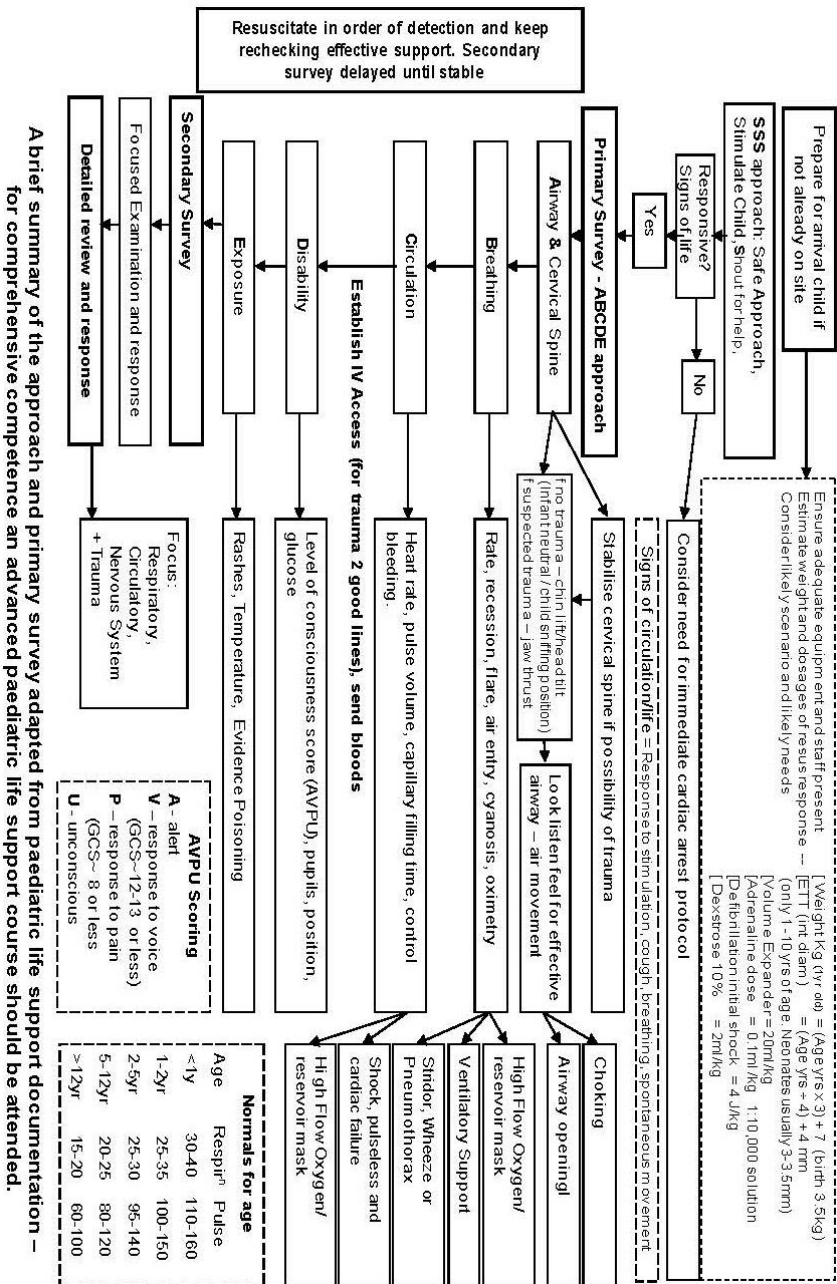 Prepare for arrival child if
not already on site
Ensure adequate equipment and staff present
Estimate weight and dosages of resus response --
Consider likely scenario and likely needs
[ Weight Kg (1yr old) = (Age yrs x 3) + 7 (birth 3.5kg)
[ETT (int diam) = (Age yrs ÷ 4) + 4 mm
(only 1-10 yrs of age. Neonates usually 3-3.5mm)
[Volume Expander = 20ml/kg
[Adrenaline dose = 0.1ml/kg 1:10,000 solution
[Defibrillation initial shock = 4 J/kg
[ Dexstrose 10% = 2ml/kg
SSS approach: Safe Approach,
Stimulate Child, Shout for help,
Responsive?
Signs of life
No
Consider need for immediate cardiac arrest protocol
Yes
Signs of circulation/life = Response to stimulation, cough, breathing, spontaneous movement
Primary Survey - ABCDE approach
Airway & Cervical Spine
Stabilise cervical spine if possibility of trauma
f no trauma – chin lift/head tilt
(Infant neutral / child sniffing position)
f suspected trauma – jaw thrust
Look listen feel for effective
airway – air movement
Choking
Airway openingl
Breathing
Rate, recession, flare, air entry, cyanosis, oximetry
High Flow Oxygen/
reservoir mask
Ventilatory Support
Stridor, Wheeze or
Pneumothorax
Circulation
Heart rate, pulse volume, capillary filling time, control
bleeding.
Shock, pulseless and
cardiac failure
High Flow Oxygen/
reservoir mask
Establish IV Access (for trauma 2 good lines), send bloods
Disability
Level of consciousness score (AVPU), pupils, position,
glucose
Exposure
Rashes, Temperature, Evidence Poisoning
Secondary Survey
Focused Examination and response
Detailed review and response
Focus:
Respiratory,
Circulatory,
Nervous System
+ Trauma
AVPU Scoring
A - alert
V – response to voice
(GCS~12-13 or less)
P – response to pain
(GCS~ 8 or less
U - unconscious
Normals for age
Age Respirⁿ Pulse
<1y 30-40 110-160
1-2yr 25-35 100-150
2-5yr 25-30 95-140
5-12yr 20-25 80-120
>12yr 15-20 60-100
Resuscitate in order of detection and keep
rechecking effective support. Secondary
survey delayed until stable
A brief summary of the approach and primary survey adapted from paediatric life support documentation –
for comprehensive competence an advanced paediatric life support course should be attended.